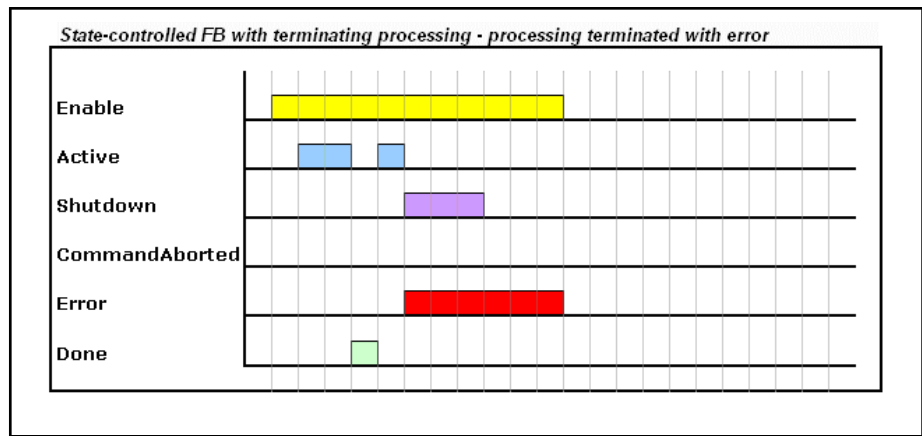 State-controlled FB with terminating processing - processing terminated with error
Enable
Active
Shutdown
CommandAborted
Error
Done